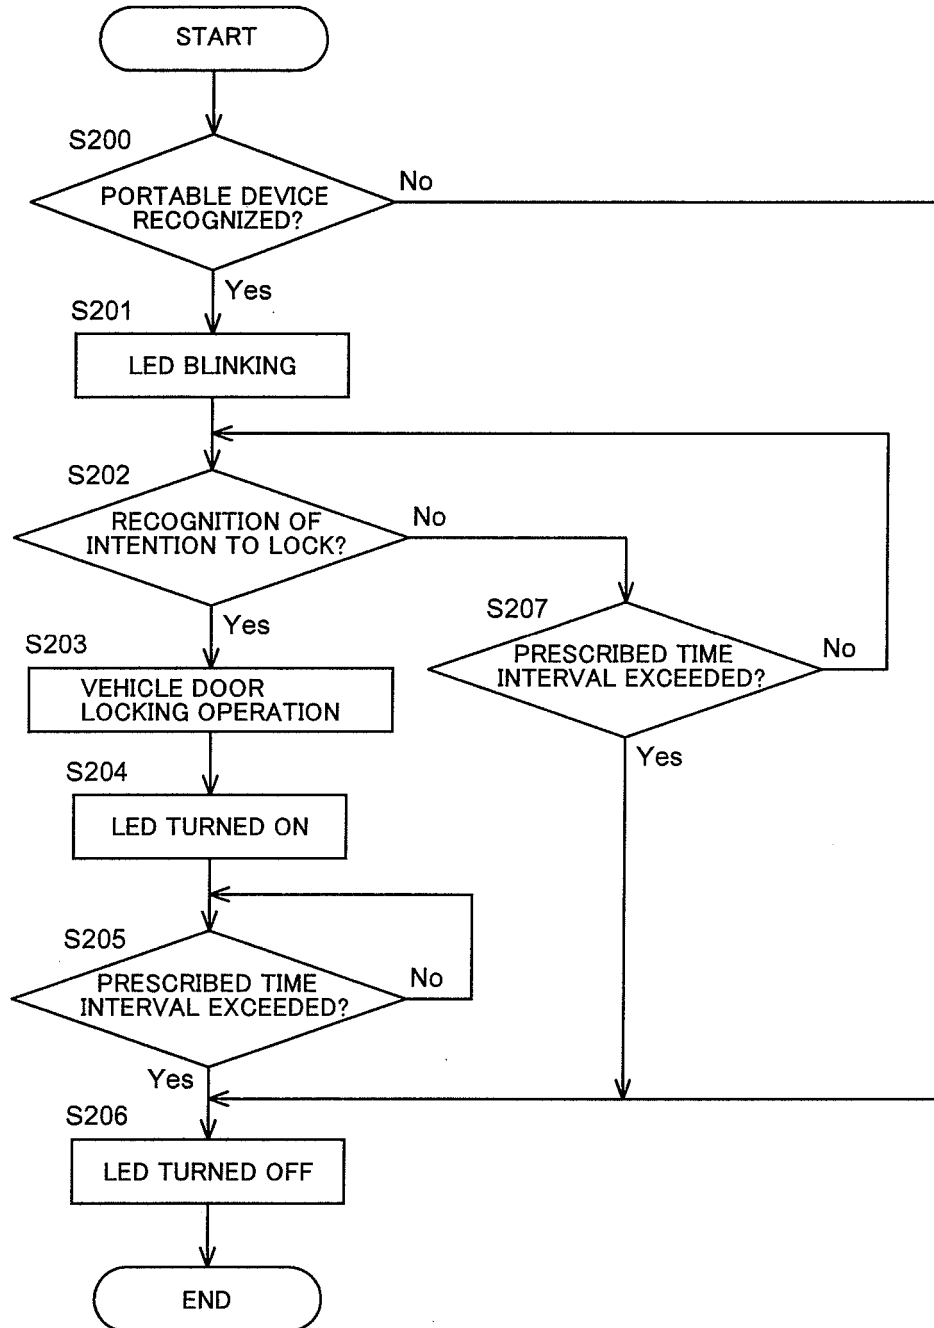 START
S200
PORTABLE DEVICE
RECOGNIZED?
No
Yes
S201
LED BLINKING
S202
RECOGNITION OF
INTENTION TO LOCK?
No
Yes
S207
PRESCRIBED TIME
INTERVAL EXCEEDED?
No
Yes
S203
VEHICLE DOOR
LOCKING OPERATION
S204
LED TURNED ON
S205
PRESCRIBED TIME
INTERVAL EXCEEDED?
No
Yes
S206
LED TURNED OFF
END